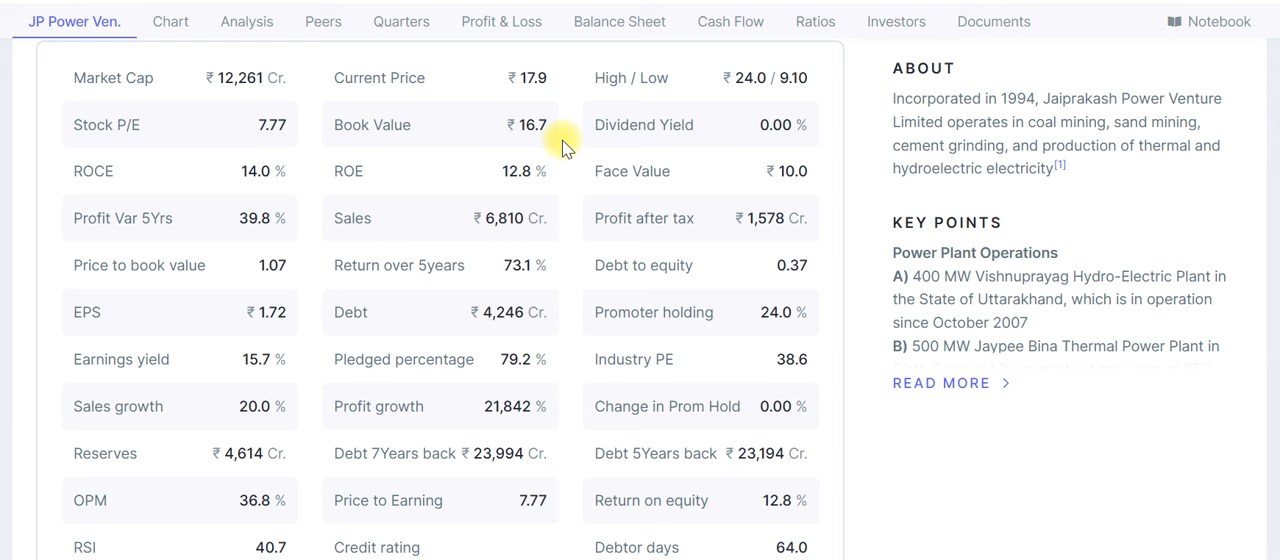 JP Power Ven. Chart Analysis Peers Quarters Profit & Loss Balance Sheet Cash Flow Ratios Investors Documents Notebook
Market Cap ₹ 12,261 Cr. Current Price ₹ 17.9 High / Low ₹ 24.0 / 9.10
Stock P/E 7.77 Book Value ₹ 16.7 Dividend Yield 0.00 %
ROCE 14.0 % ROE 12.8 % Face Value ₹ 10.0
Profit Var 5Yrs 39.8 % Sales ₹ 6,810 Cr. Profit after tax ₹ 1,578 Cr.
Price to book value 1.07 Return over 5years 73.1 % Debt to equity 0.37
EPS ₹ 1.72 Debt ₹ 4,246 Cr. Promoter holding 24.0 %
Earnings yield 15.7 % Pledged percentage 79.2 % Industry PE 38.6
Sales growth 20.0 % Profit growth 21,842 % Change in Prom Hold 0.00 %
Reserves ₹ 4,614 Cr. Debt 7Years back ₹ 23,994 Cr. Debt 5Years back ₹ 23,194 Cr.
OPM 36.8 % Price to Earning 7.77 Return on equity 12.8 %
RSI 40.7 Credit rating Debtor days 64.0
ABOUT
Incorporated in 1994, Jaiprakash Power Venture
Limited operates in coal mining, sand mining,
cement grinding, and production of thermal and
hydroelectric electricity[1]
KEY POINTS
Power Plant Operations
A) 400 MW Vishnuprayag Hydro-Electric Plant in
the State of Uttarakhand, which is in operation
since October 2007
B) 500 MW Jaypee Bina Thermal Power Plant in
READ MORE >